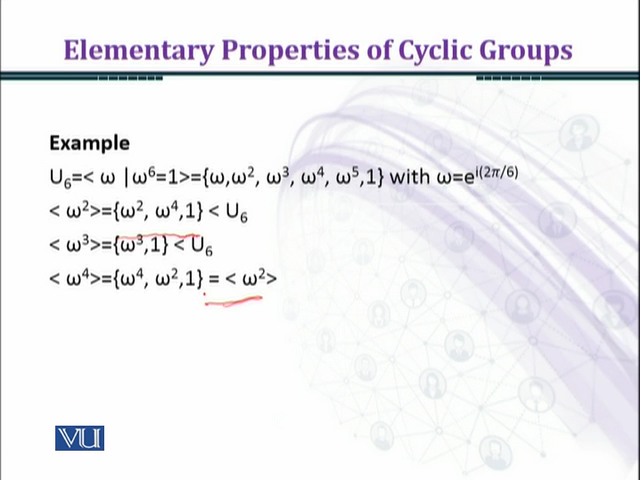 Elementary Properties of Cyclic Groups
Example
U₆=< ω |ω⁶=1>={ω,ω², ω³, ω⁴, ω⁵,1} with ω=eⁱ⁽²π/⁶⁾
< ω²>={ω², ω⁴,1} < U₆
< ω³>={ω³,1} < U₆
< ω⁴>={ω⁴, ω²,1} = < ω²>
VU